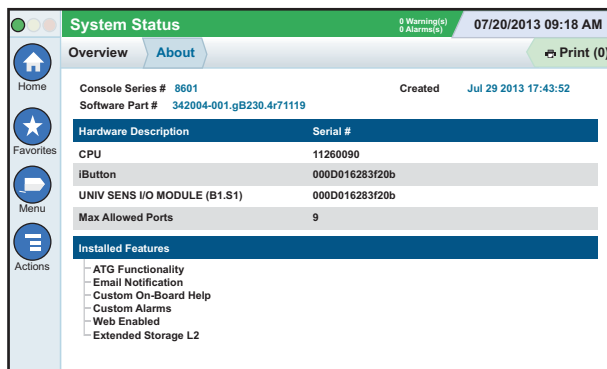 System Status
0 Warning(s)
0 Alarms(s)
07/20/2013 09:18 AM
Overview About Print (0)
Home
Favorites
Menu
Actions
Console Series # 8601 Created Jul 29 2013 17:43:52
Software Part # 342004-001.gB230.4r71119
Hardware Description Serial #
CPU 11260090
iButton 000D016283f20b
UNIV SENS I/O MODULE (B1.S1) 000D016283f20b
Max Allowed Ports 9
Installed Features
ATG Functionality
Email Notification
Custom On-Board Help
Custom Alarms
Web Enabled
Extended Storage L2